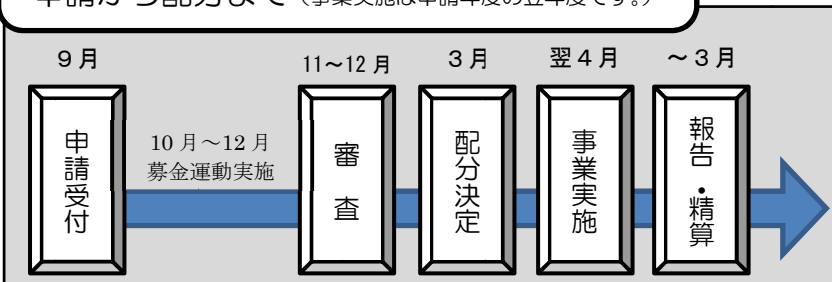 申請から配分まで（事業実施は申請年度の翌年度です。）
９月
11～12月
３月
翌４月
～３月
申請受付
10月～12月
募金運動実施
審査
配分決定
事業実施
報告・精算